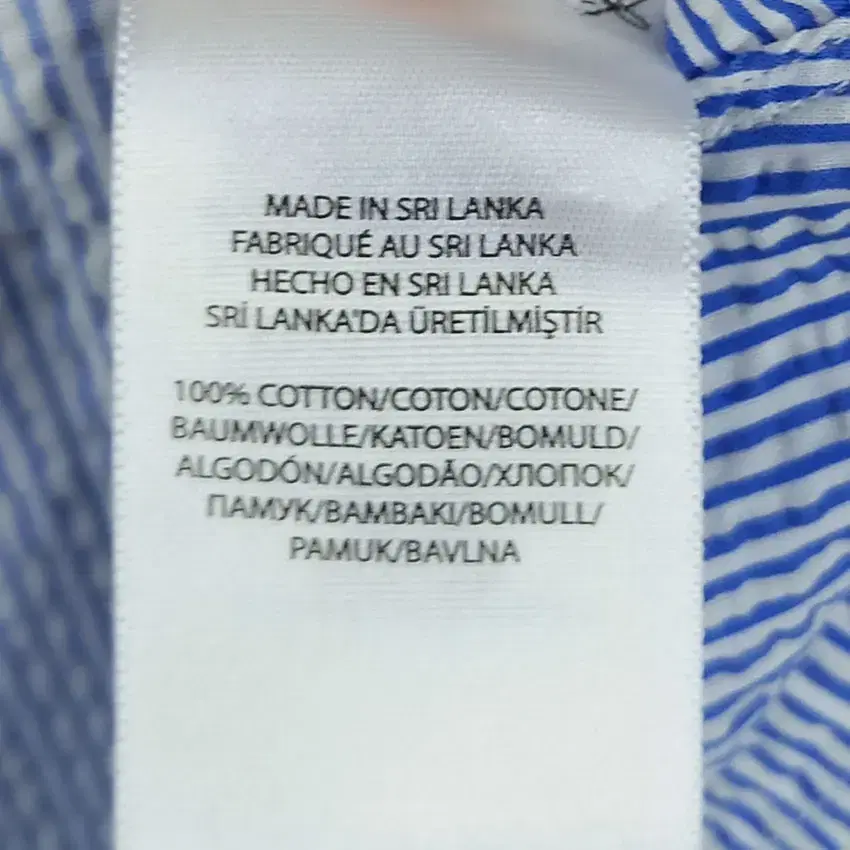 MADE IN SRI LANKA
FABRIQUÉ AU SRI LANKA
HECHO EN SRI LANKA
SRİ LANKA'DA ÜRETİLMİŞTİR
100% COTTON/COTON/COTONE/
BAUMWOLLE/KATOEN/BOMULD/
ALGODÓN/ALGODÃO/ХЛОПОК/
ПАМУК/BAMBAKI/BOMULL/
PAMUK/BAVLNA